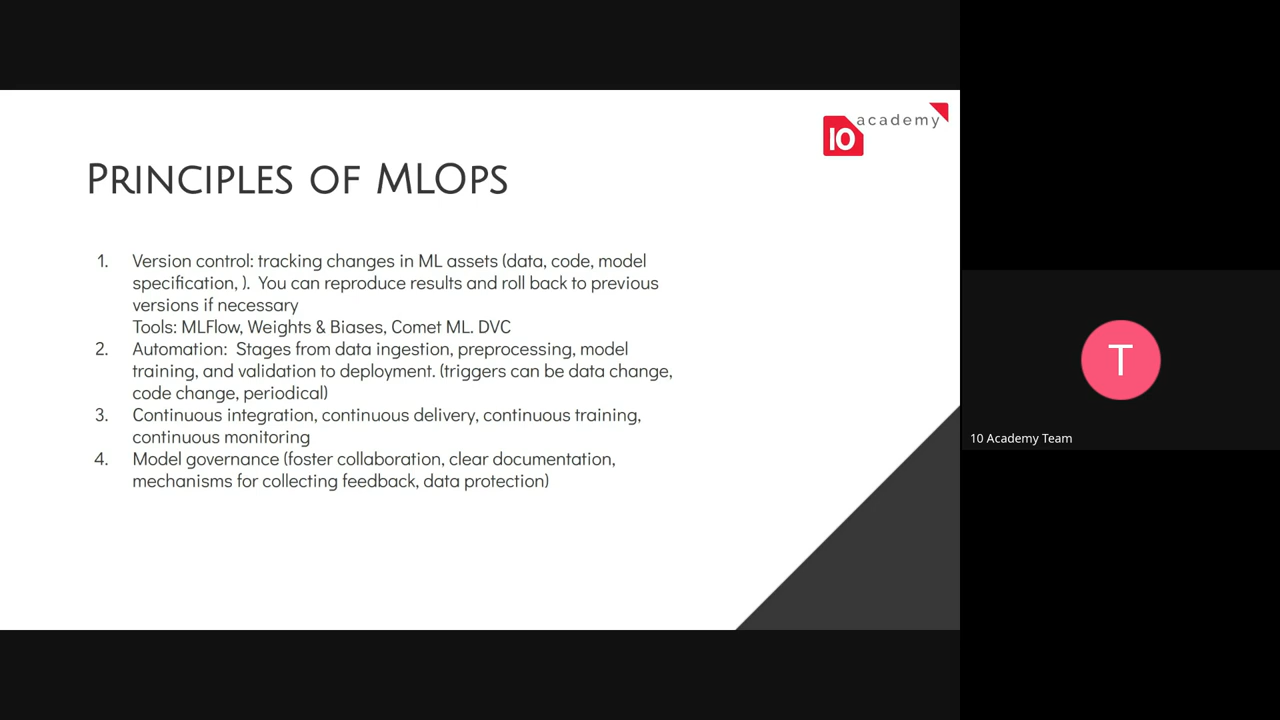 10 academy
Principles of MLOps
1. Version control: tracking changes in ML assets (data, code, model
specification, ). You can reproduce results and roll back to previous
versions if necessary
Tools: MLFlow, Weights & Biases, Comet ML. DVC
2. Automation: Stages from data ingestion, preprocessing, model
training, and validation to deployment. (triggers can be data change,
code change, periodical)
3. Continuous integration, continuous delivery, continuous training,
continuous monitoring
4. Model governance (foster collaboration, clear documentation,
mechanisms for collecting feedback, data protection)
T
10 Academy Team